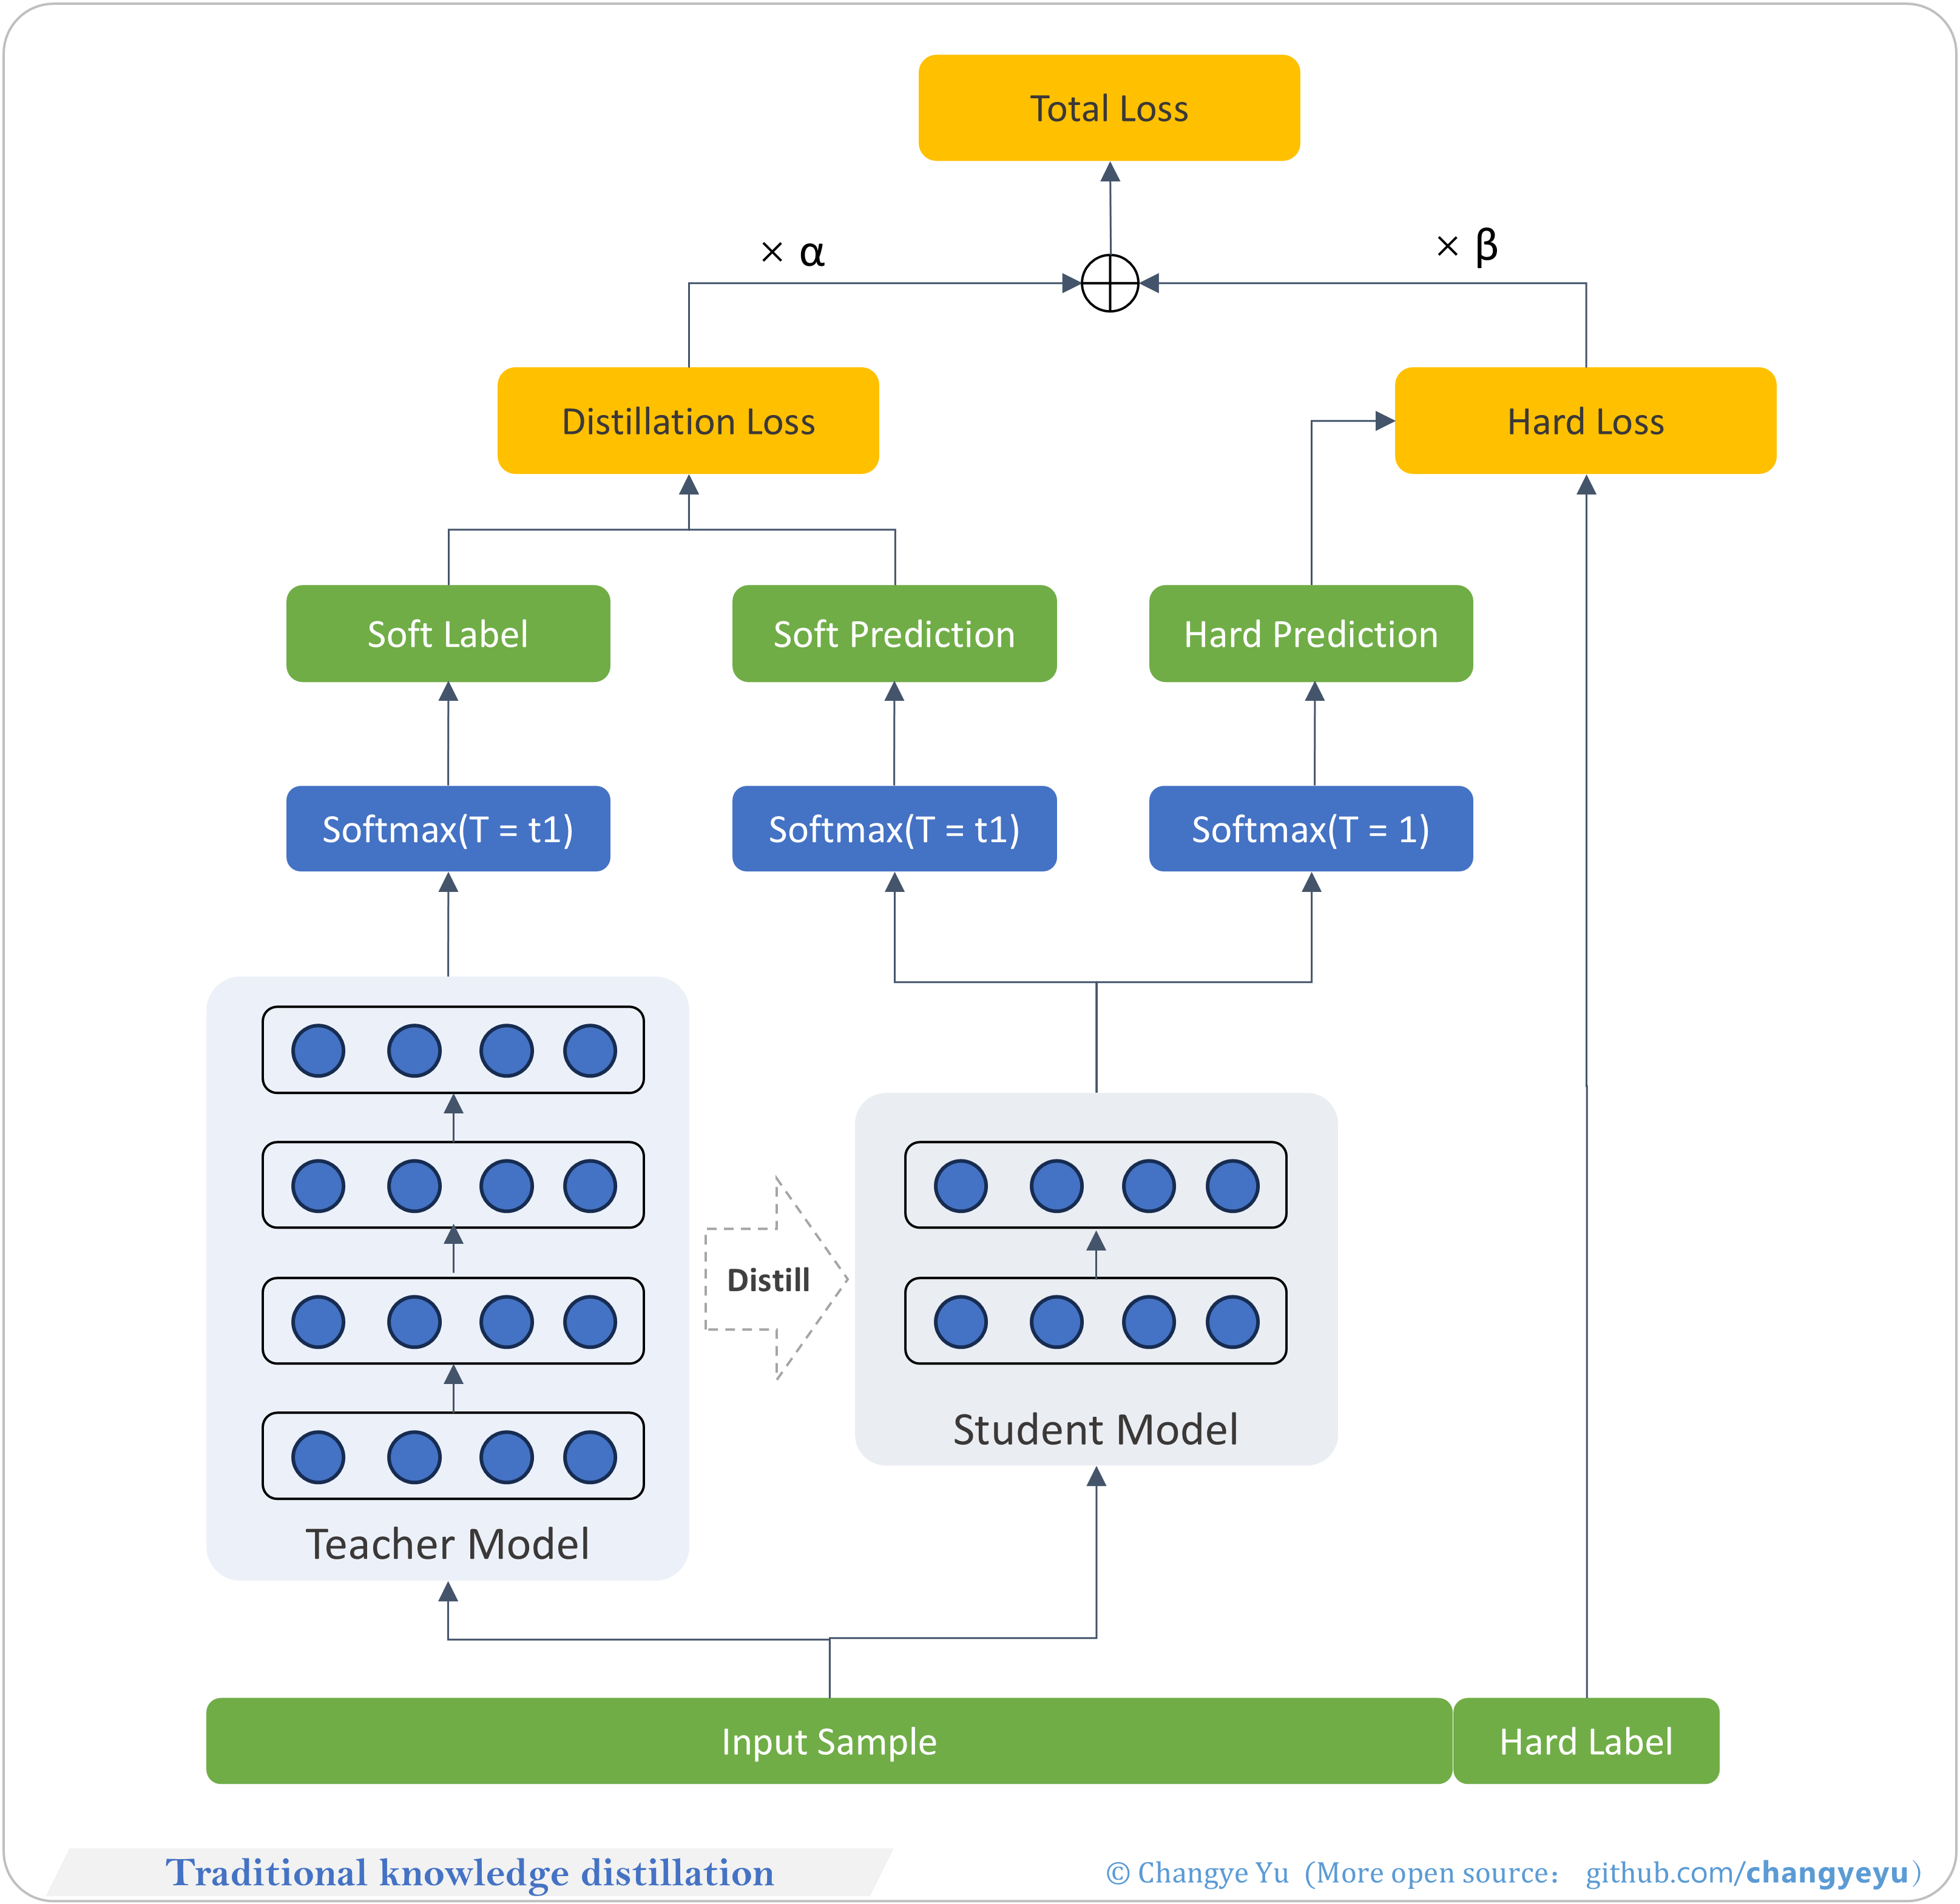 Total Loss
× α
× β
Distillation Loss
Hard Loss
Soft Label
Soft Prediction
Hard Prediction
Softmax(T = t1)
Softmax(T = t1)
Softmax(T = 1)
Distill
Student Model
Teacher Model
Input Sample
Hard Label
Traditional knowledge distillation
© Changye Yu (More open source： github.com/changyeyu)